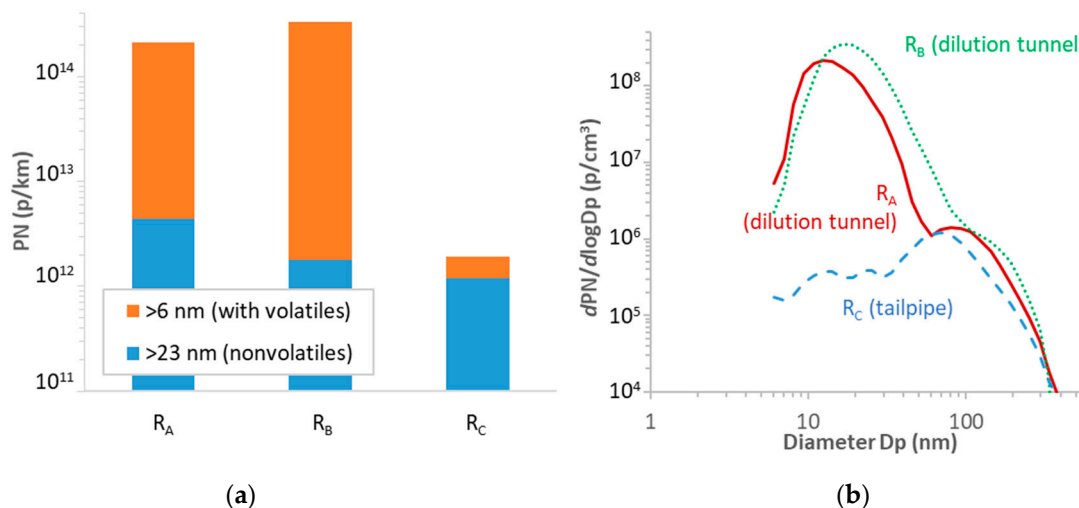 PN (p/km)
10¹⁴
10¹³
10¹²
10¹¹
>6 nm (with volatiles)
>23 nm (nonvolatiles)
R_A
R_B
R_C
(a)
dPN/dlogDp (p/cm³)
10⁸
10⁷
10⁶
10⁵
10⁴
R_B (dilution tunnel
R_A
(dilution tunnel)
R_C (tailpipe)
1
10
100
Diameter Dp (nm)
(b)